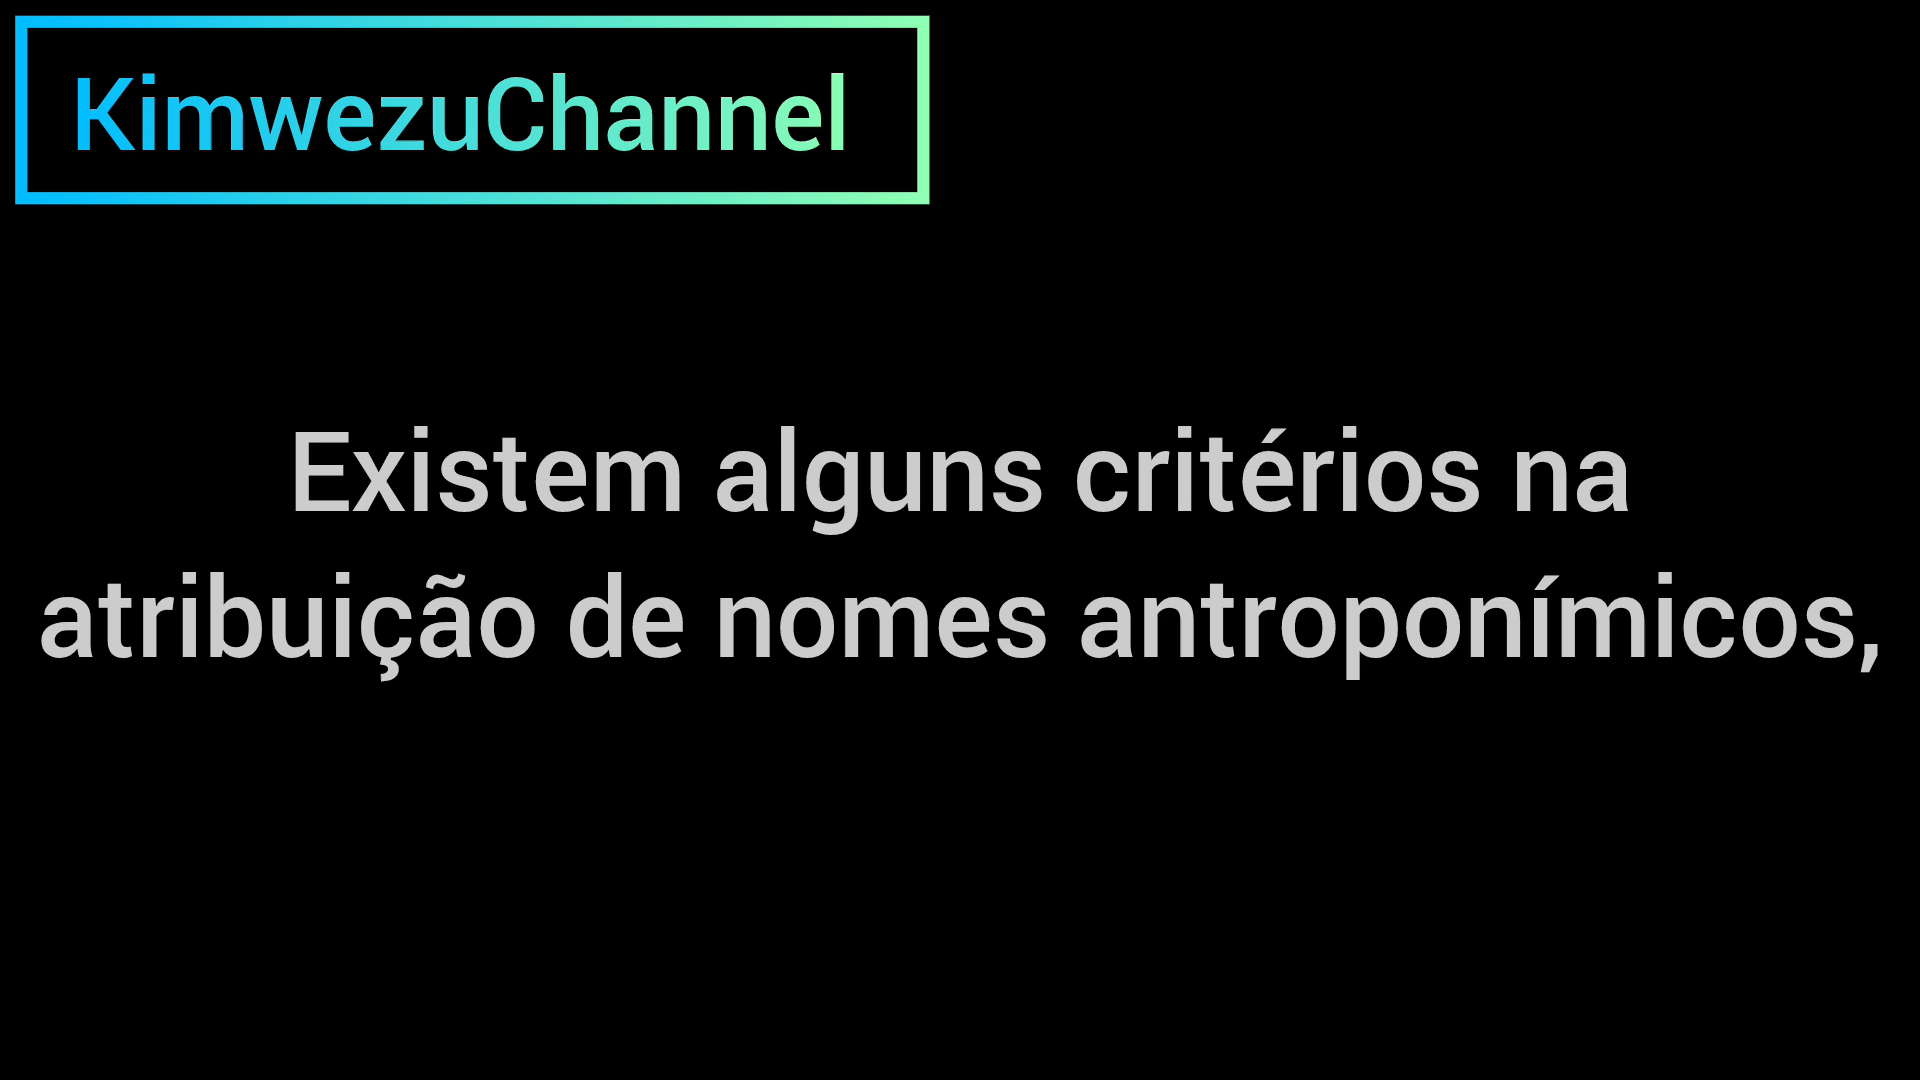 KimwezuChannel
Existem alguns critérios na
atribuição de nomes antroponímicos,